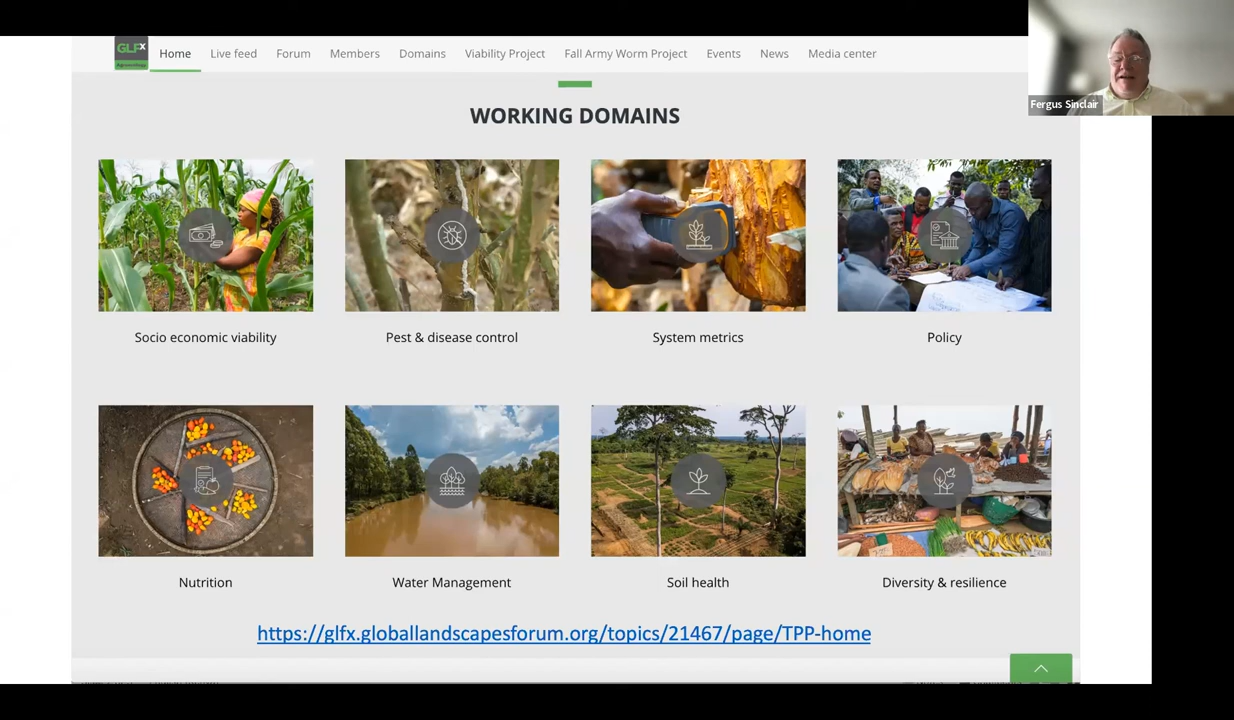 GLFx
Home Live feed Forum Members Domains Viability Project Fall Army Worm Project Events News Media center
Fergus Sinclair
WORKING DOMAINS
Socio economic viability Pest & disease control System metrics Policy
Nutrition Water Management Soil health Diversity & resilience
https://glfx.globallandscapesforum.org/topics/21467/page/TPP-home